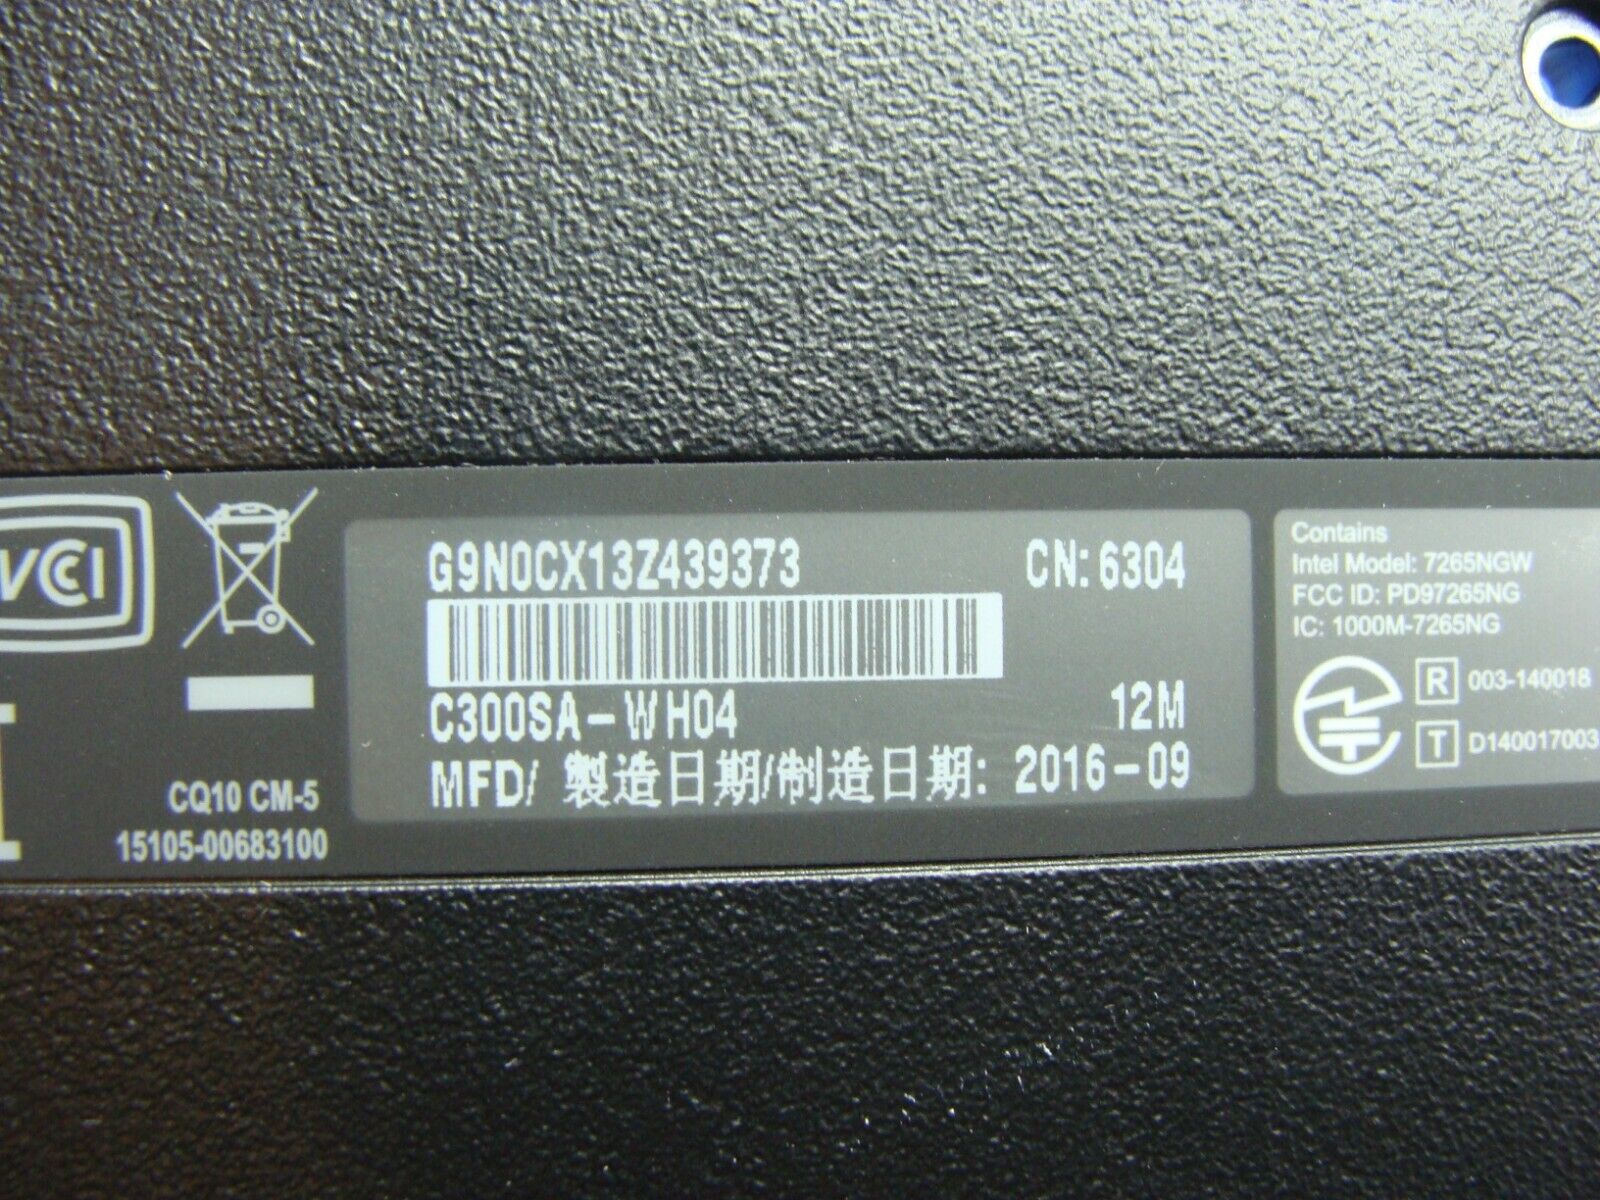 VCCI
G9N0CX13Z439373 CN: 6304
C300SA-WH04 12M
MFD/ 製造日期/制造日期: 2016-09
CQ10 CM-5
15105-00683100
Contains
Intel Model: 7265NGW
FCC ID: PD97265NG
IC: 1000M-7265NG
R 003-140018
T D140017003